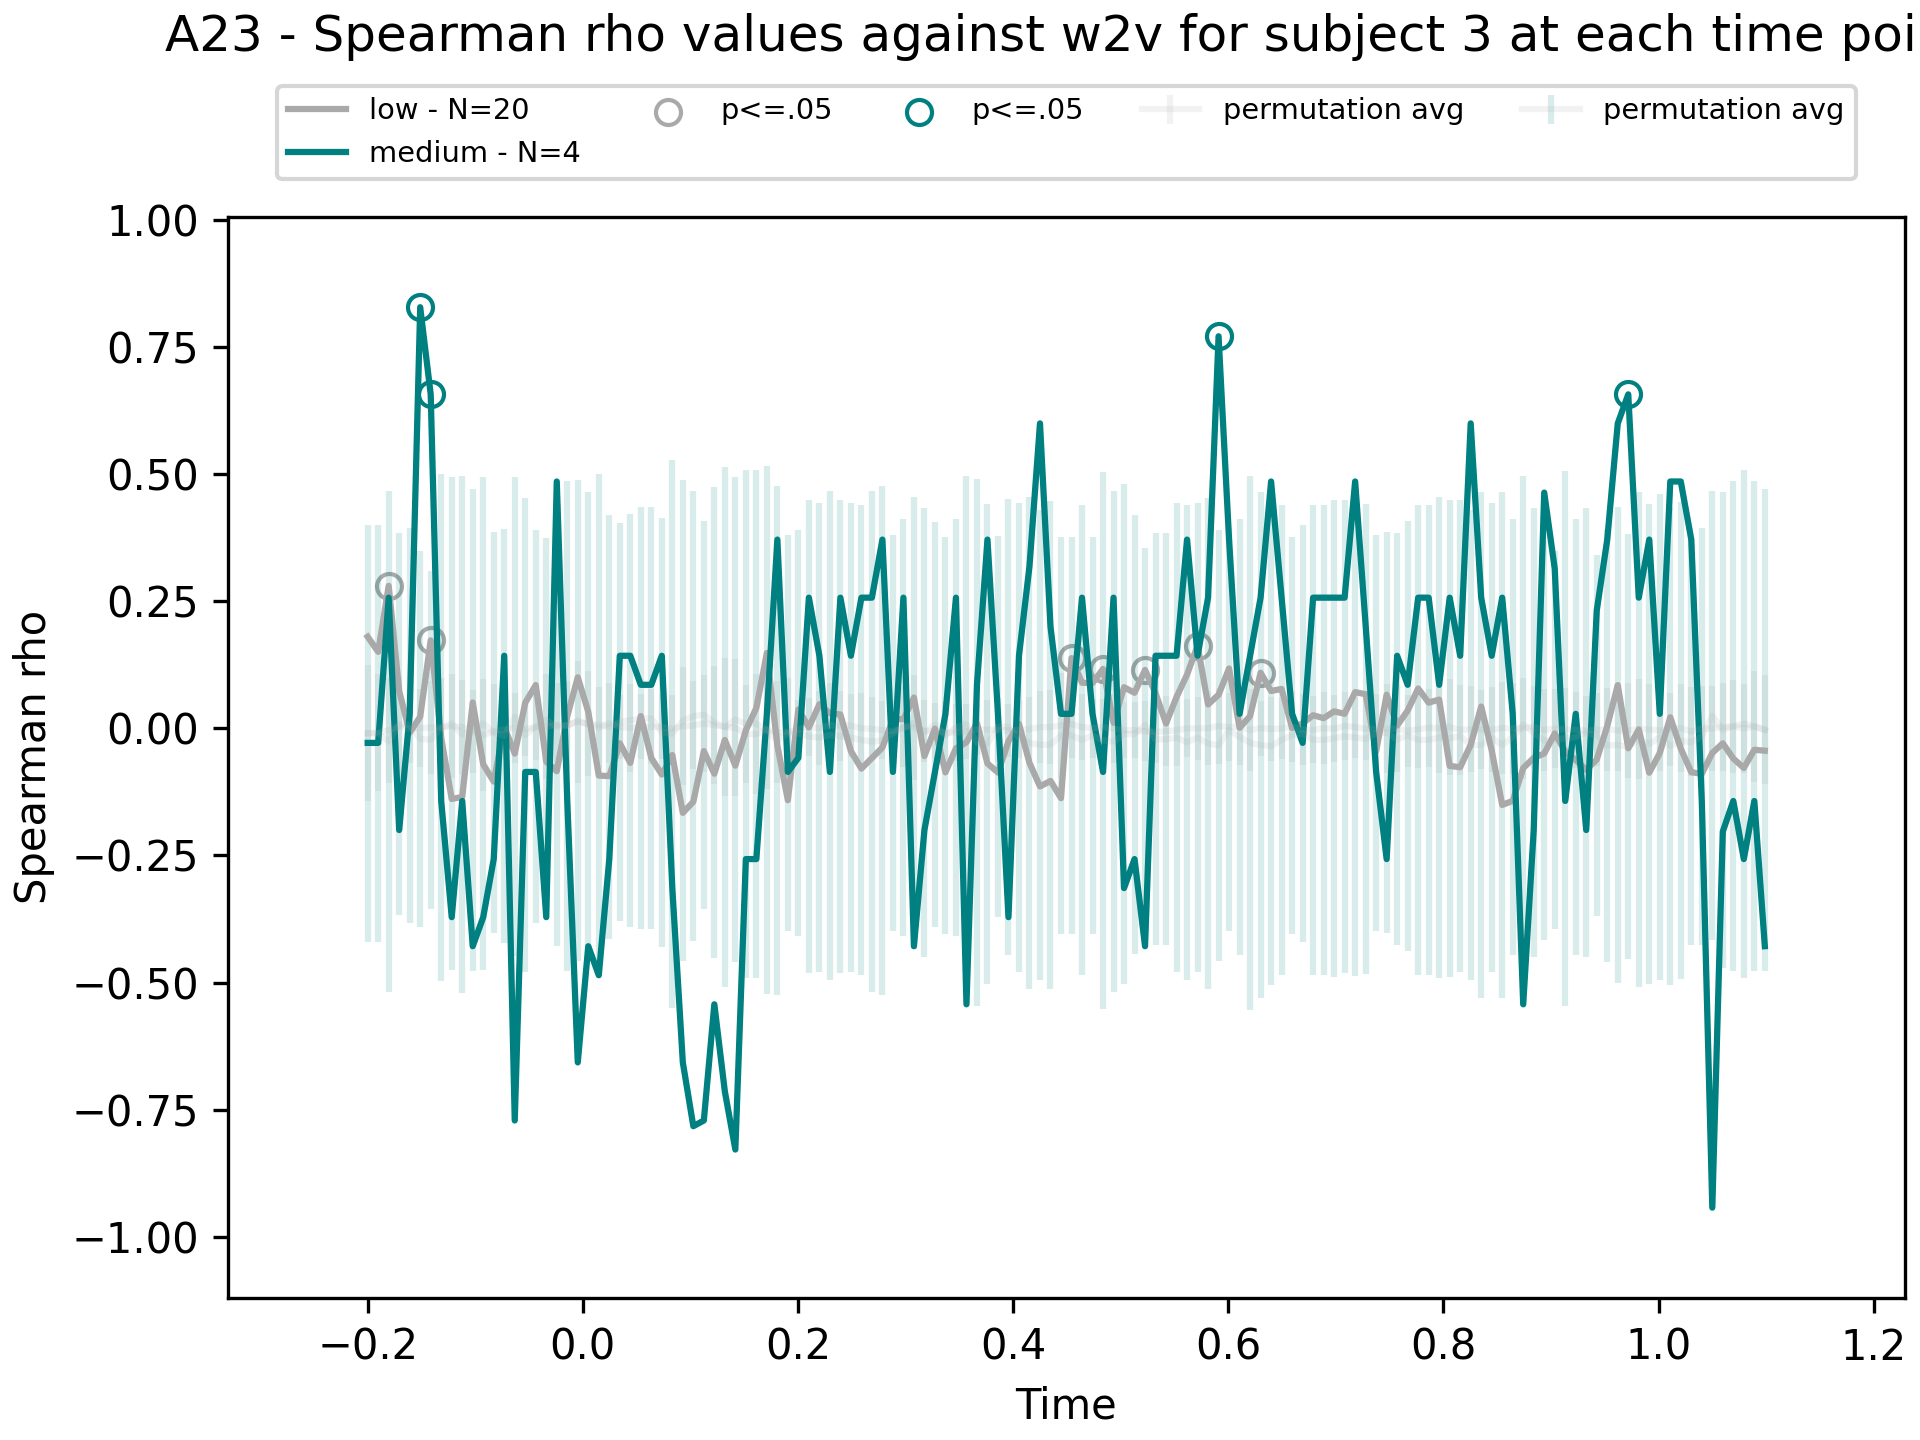 A23 - Spearman rho values against w2v for subject 3 at each time poi
low - N=20
medium - N=4
p<=.05
p<=.05
permutation avg
permutation avg
1.00
0.75
0.50
0.25
0.00
−0.25
−0.50
−0.75
−1.00
Spearman rho
−0.2
0.0
0.2
0.4
0.6
0.8
1.0
1.2
Time